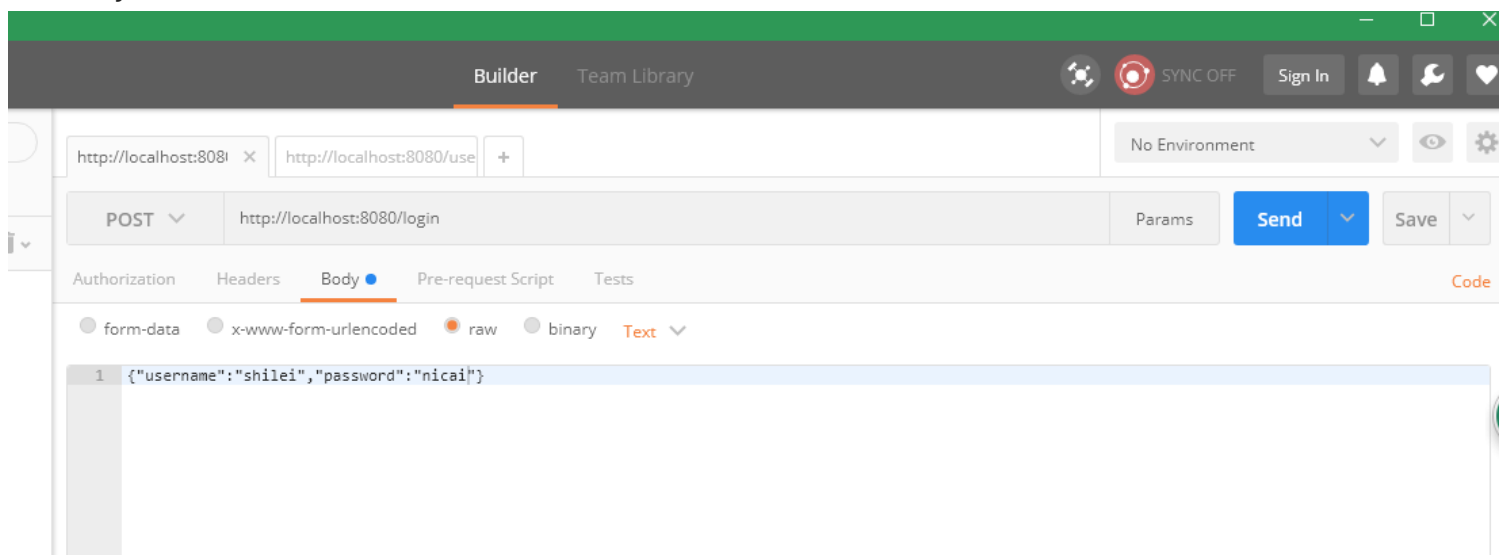 Builder Team Library SYNC OFF Sign In
http://localhost:808 http://localhost:8080/use +
No Environment
POST http://localhost:8080/login Params Send Save
Authorization Headers Body Pre-request Script Tests Code
form-data x-www-form-urlencoded raw binary Text
1 {"username":"shilei","password":"nicai"}